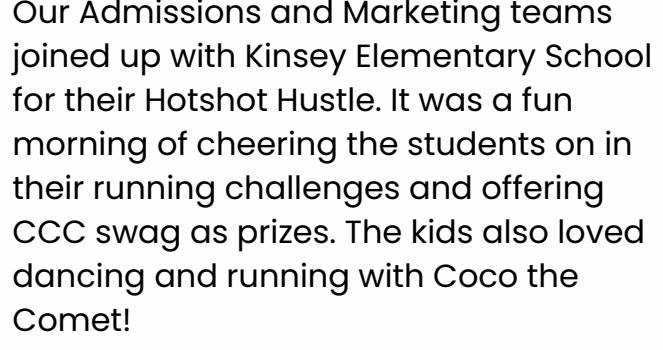 Our Admissions and Marketing teams
joined up with Kinsey Elementary School
for their Hotshot Hustle. It was a fun
morning of cheering the students on in
their running challenges and offering
CCC swag as prizes. The kids also loved
dancing and running with Coco the
Comet!